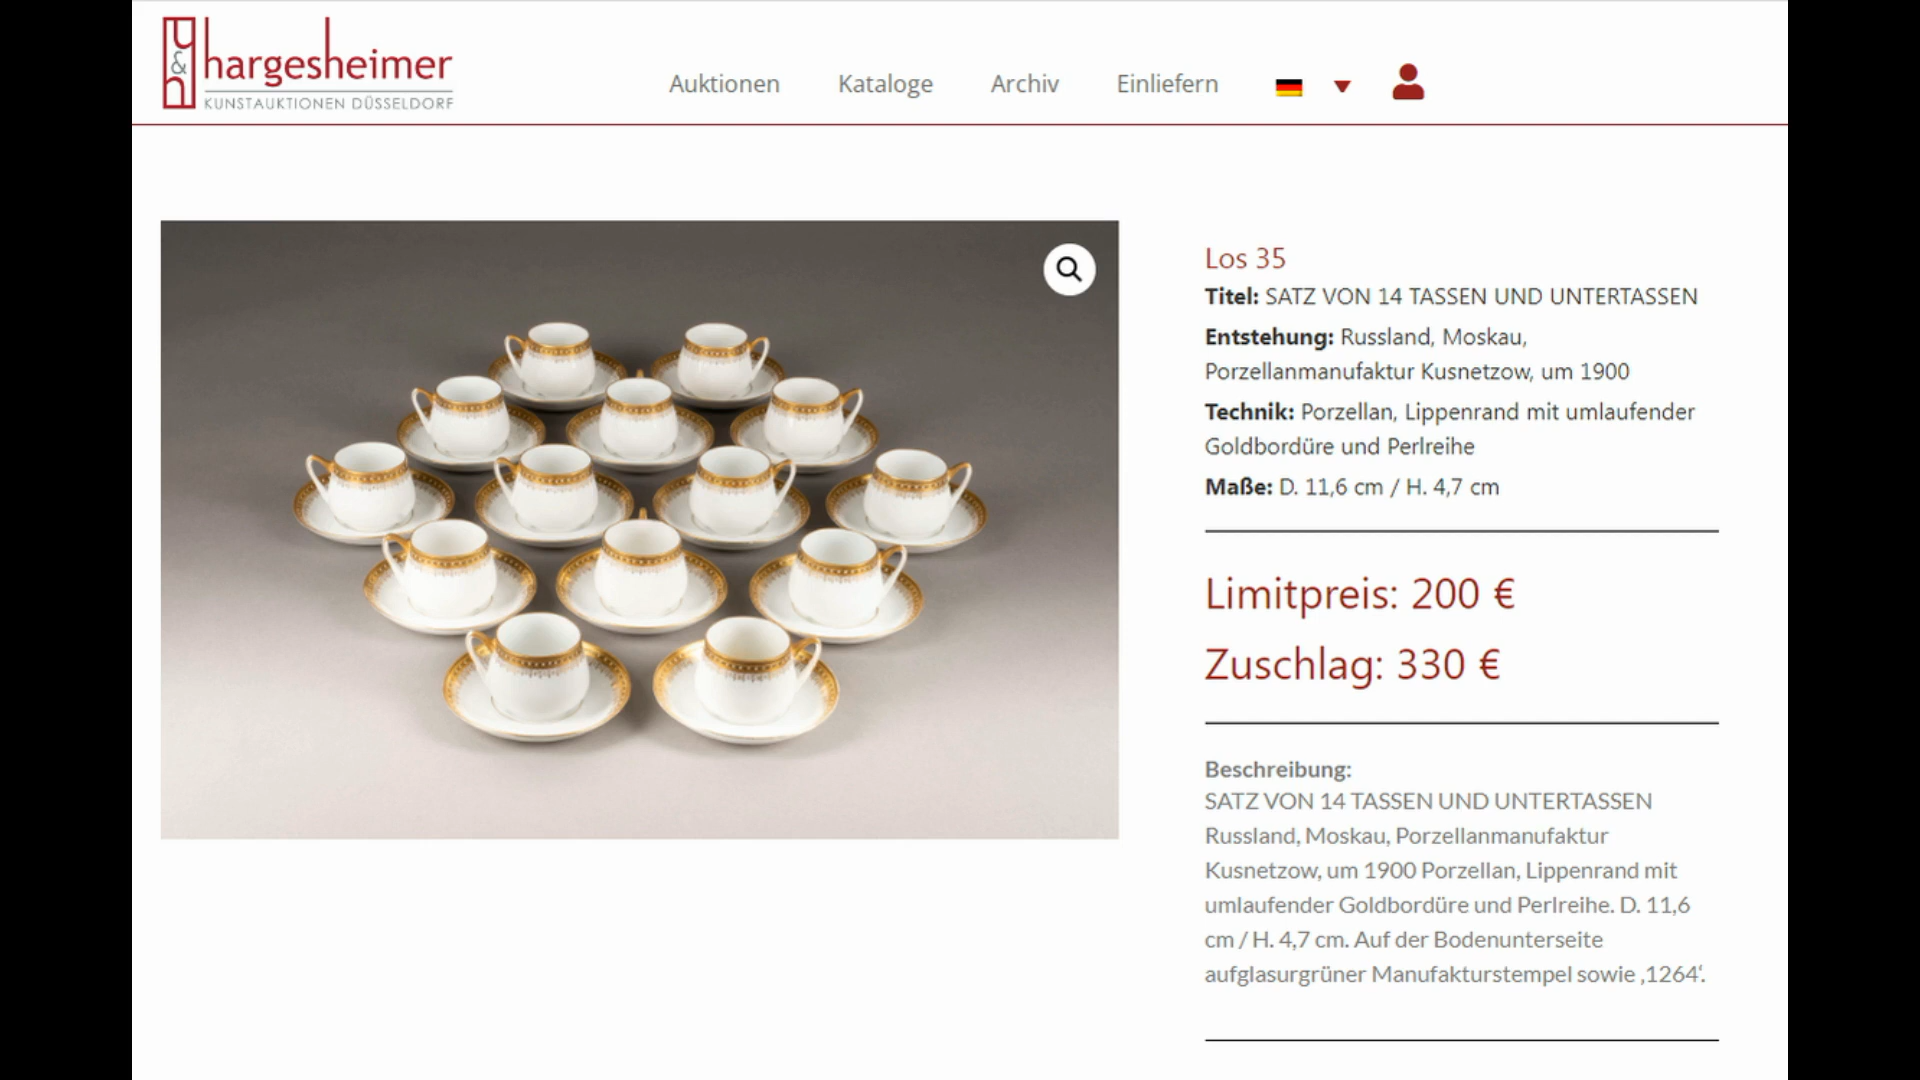 h&h
hargesheimer
KUNSTAUKTIONEN DÜSSELDORF
Auktionen Kataloge Archiv Einliefern
Los 35
Titel: SATZ VON 14 TASSEN UND UNTERTASSEN
Entstehung: Russland, Moskau,
Porzellanmanufaktur Kusnetzow, um 1900
Technik: Porzellan, Lippenrand mit umlaufender
Goldbordüre und Perlreihe
Maße: D. 11,6 cm / H. 4,7 cm
Limitpreis: 200 €
Zuschlag: 330 €
Beschreibung:
SATZ VON 14 TASSEN UND UNTERTASSEN
Russland, Moskau, Porzellanmanufaktur
Kusnetzow, um 1900 Porzellan, Lippenrand mit
umlaufender Goldbordüre und Perlreihe. D. 11,6
cm / H. 4,7 cm. Auf der Bodenunterseite
aufglasurgrüner Manufakturstempel sowie ‚1264‘.